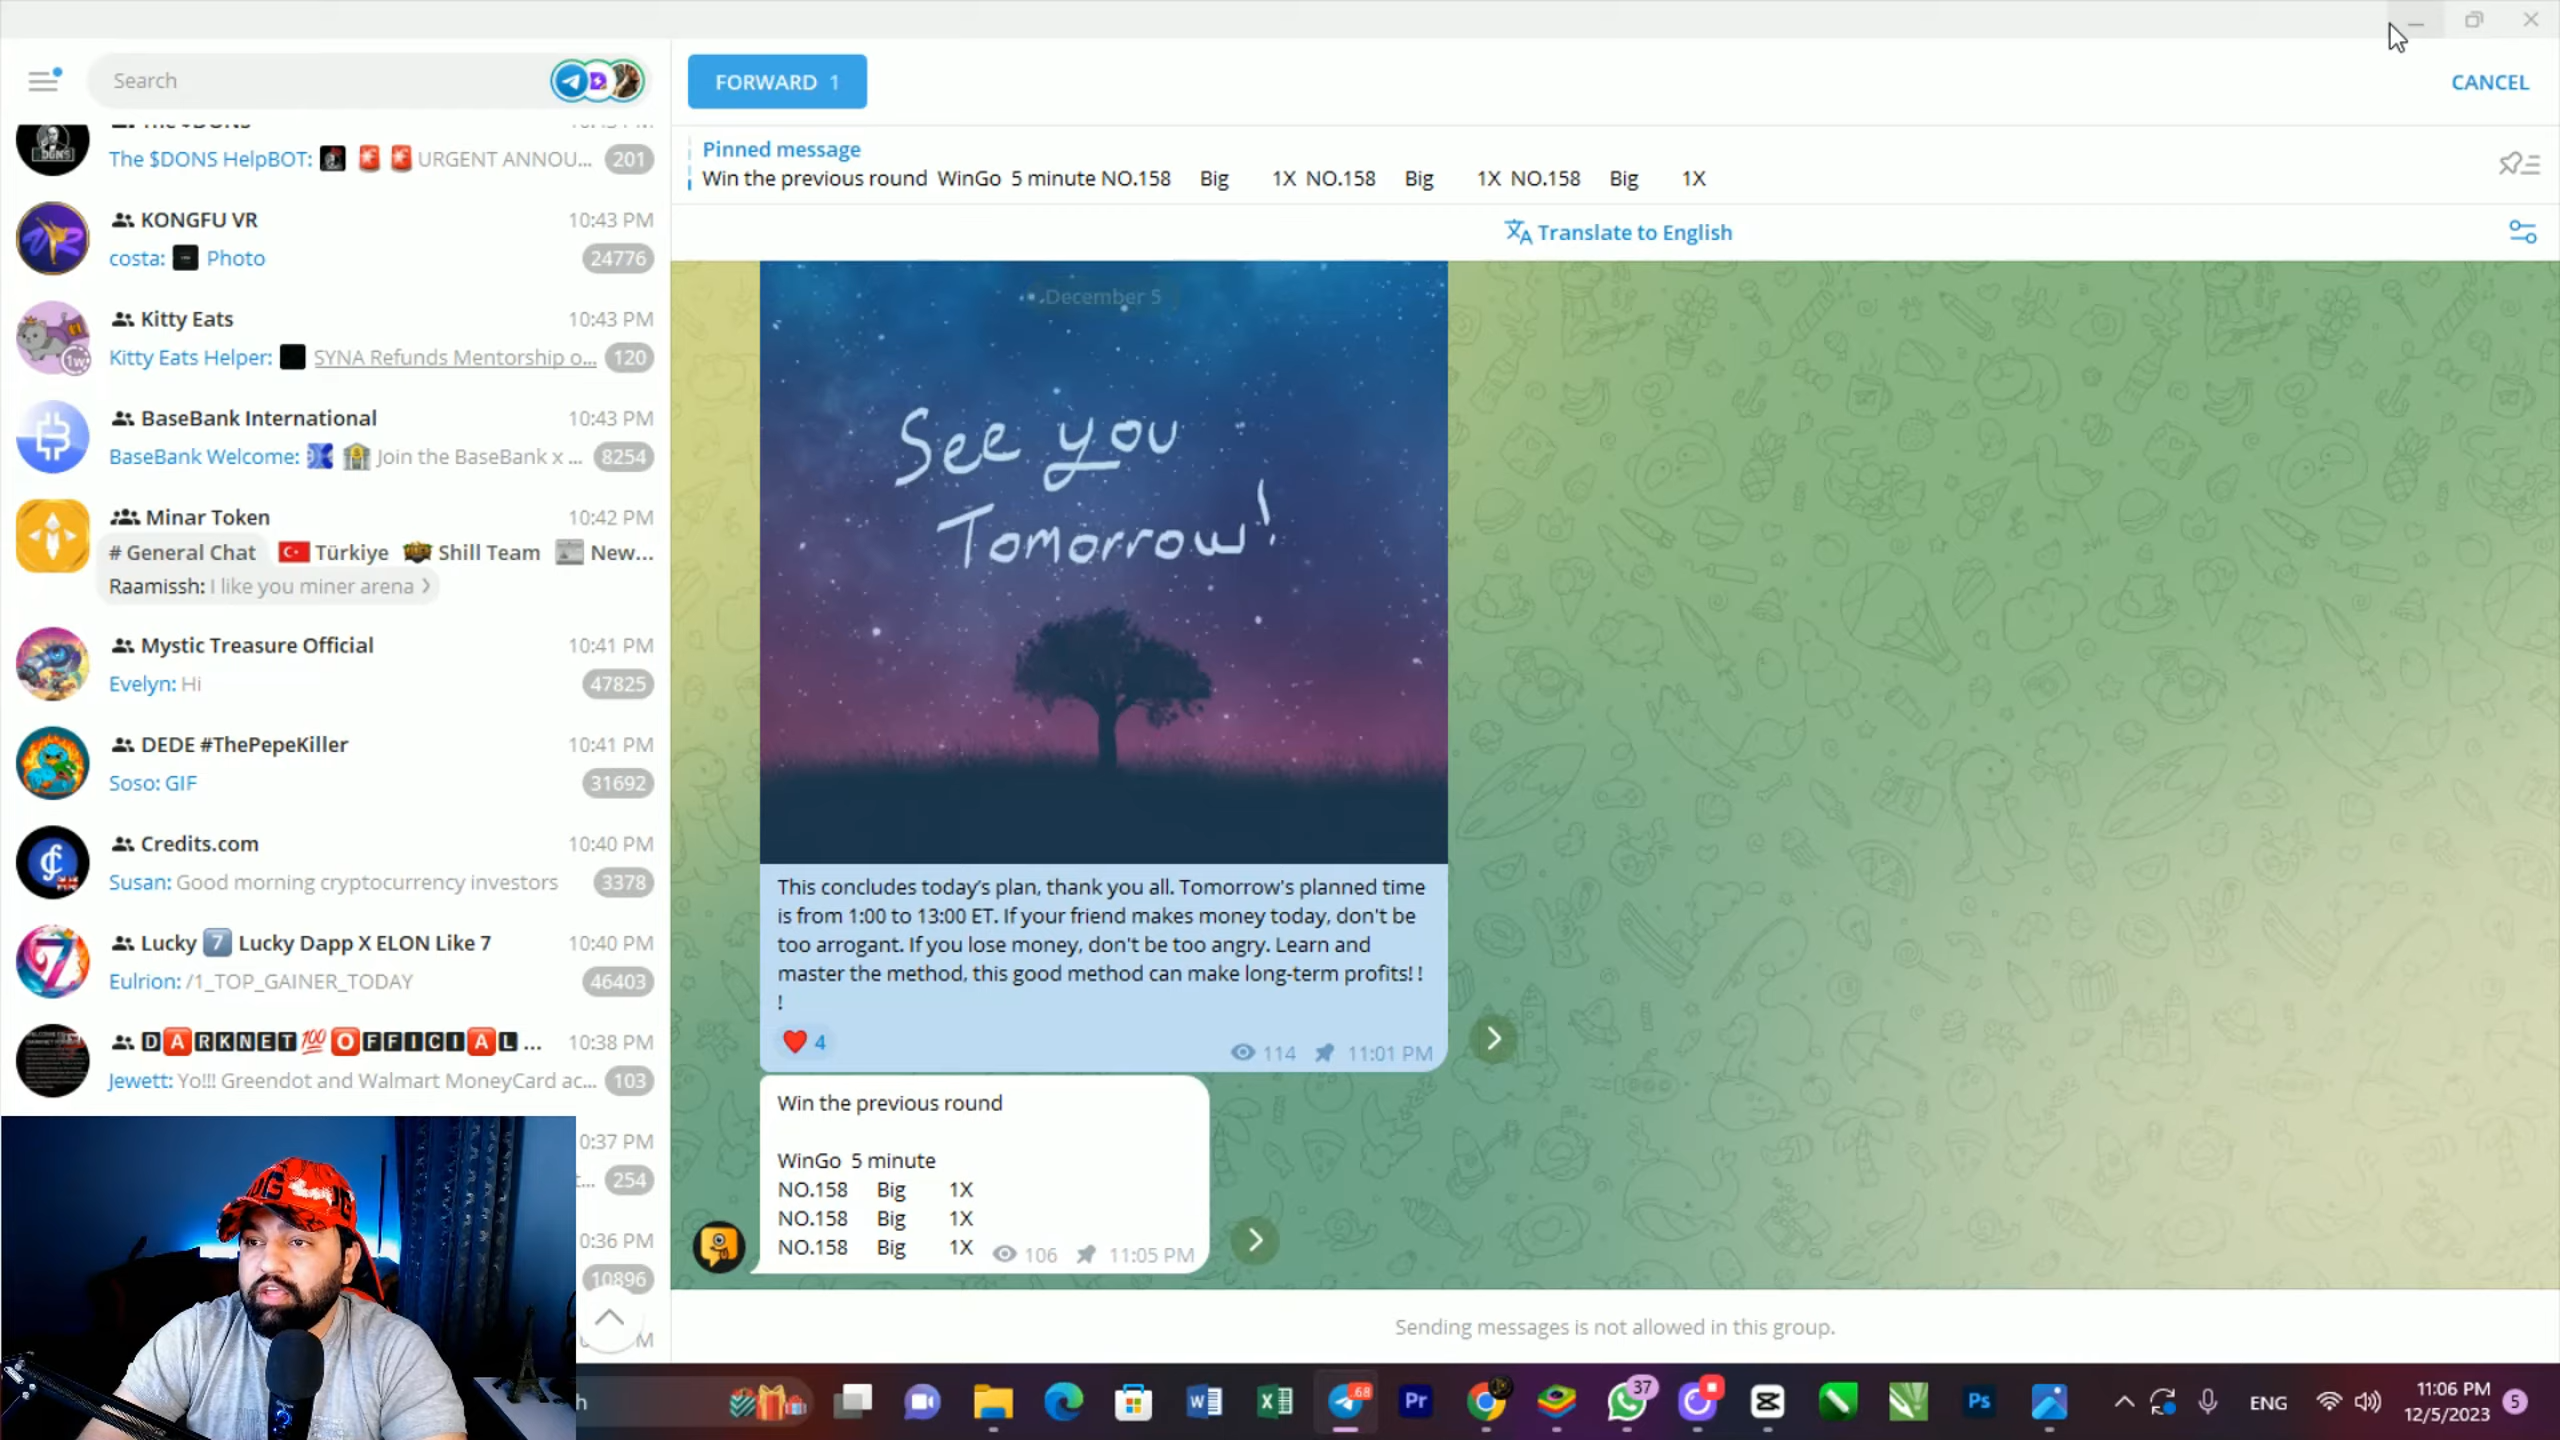 Search
FORWARD 1
CANCEL
The $DONS
The $DONS HelpBOT: URGENT ANNOU... 201
Pinned message
Win the previous round WinGo 5 minute NO.158 Big 1X NO.158 Big 1X NO.158 Big 1X
Translate to English
KONGFU VR 10:43 PM
costa: Photo 24776
Kitty Eats 10:43 PM
1w
Kitty Eats Helper: SYNA Refunds Mentorship o... 120
BaseBank International 10:43 PM
BaseBank Welcome: Join the BaseBank x ... 8254
Minar Token 10:42 PM
# General Chat Türkiye Shill Team New...
Raamissh: I like you miner arena
Mystic Treasure Official 10:41 PM
Evelyn: Hi 47825
DEDE #ThePepeKiller 10:41 PM
Soso: GIF 31692
Credits.com 10:40 PM
Susan: Good morning cryptocurrency investors 3378
Lucky 7 Lucky Dapp X ELON Like 7 10:40 PM
Eulrion: /1_TOP_GAINER_TODAY 46403
DARKNET 💯 OFFICIAL ... 10:38 PM
Jewett: Yo!!! Greendot and Walmart MoneyCard ac... 103
0:37 PM
254
0:36 PM
10896
December 5
See you
Tomorrow!
This concludes today's plan, thank you all. Tomorrow's planned time
is from 1:00 to 13:00 ET. If your friend makes money today, don't be
too arrogant. If you lose money, don't be too angry. Learn and
master the method, this good method can make long-term profits! !
!
4 114 11:01 PM
Win the previous round
WinGo 5 minute
NO.158 Big 1X
NO.158 Big 1X
NO.158 Big 1X 106 11:05 PM
Sending messages is not allowed in this group.
h
68
Pr
37
Ps
ENG
11:06 PM
12/5/2023
5